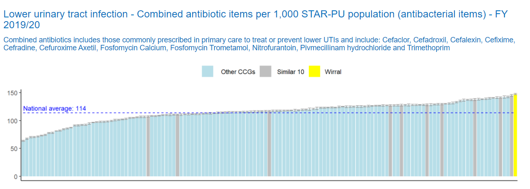 Lower urinary tract infection - Combined antibiotic items per 1,000 STAR-PU population (antibacterial items) - FY
2019/20
Combined antibiotics includes those commonly prescribed in primary care to treat or prevent lower UTIs and include: Cefaclor, Cefadroxil, Cefalexin, Cefixime,
Cefradine, Cefuroxime Axetil, Fosfomycin Calcium, Fosfomycin Trometamol, Nitrofurantoin, Pivmecillinam hydrochloride and Trimethoprim
Other CCGs Similar 10 Wirral
150
National average: 114
100
50
0